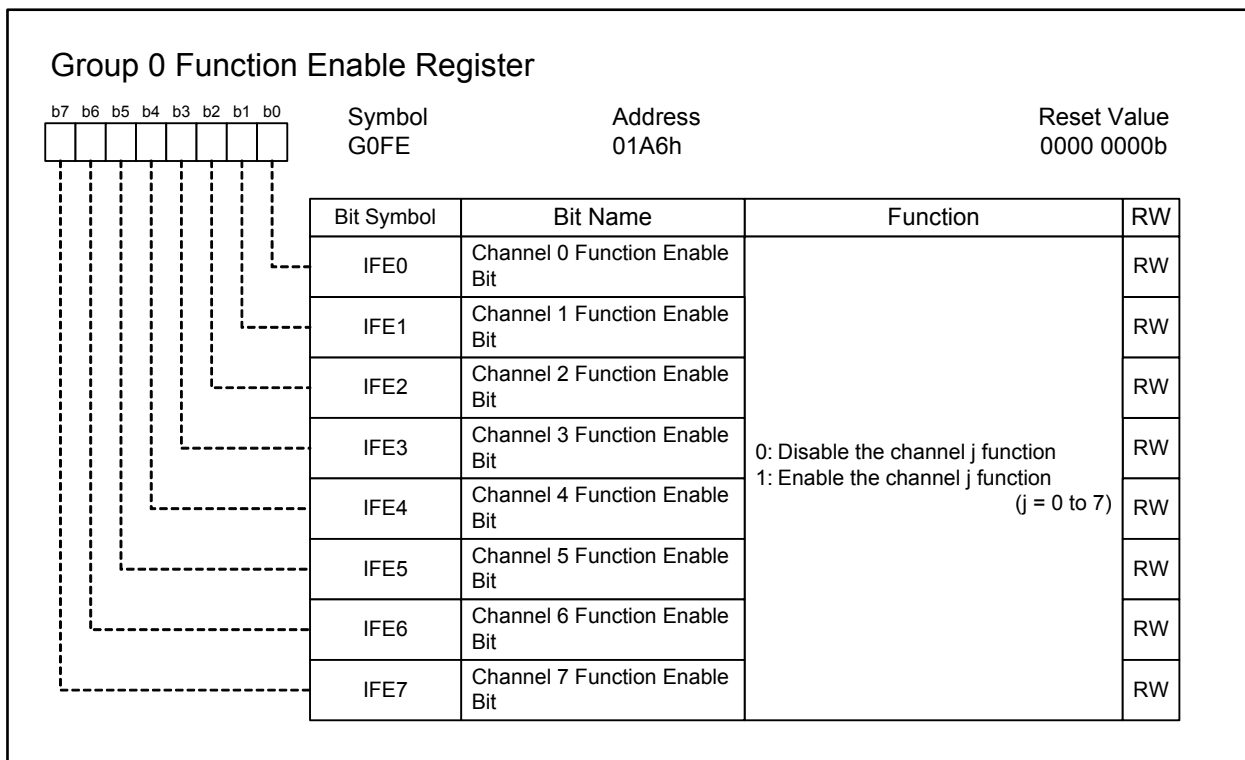 Group 0 Function Enable Register
b7 b6 b5 b4 b3 b2 b1 b0
Symbol Address Reset Value
G0FE 01A6h 0000 0000b
Bit Symbol Bit Name Function RW
IFE0 Channel 0 Function Enable Bit RW
IFE1 Channel 1 Function Enable Bit RW
IFE2 Channel 2 Function Enable Bit RW
IFE3 Channel 3 Function Enable Bit RW
0: Disable the channel j function
1: Enable the channel j function
(j = 0 to 7)
IFE4 Channel 4 Function Enable Bit RW
IFE5 Channel 5 Function Enable Bit RW
IFE6 Channel 6 Function Enable Bit RW
IFE7 Channel 7 Function Enable Bit RW